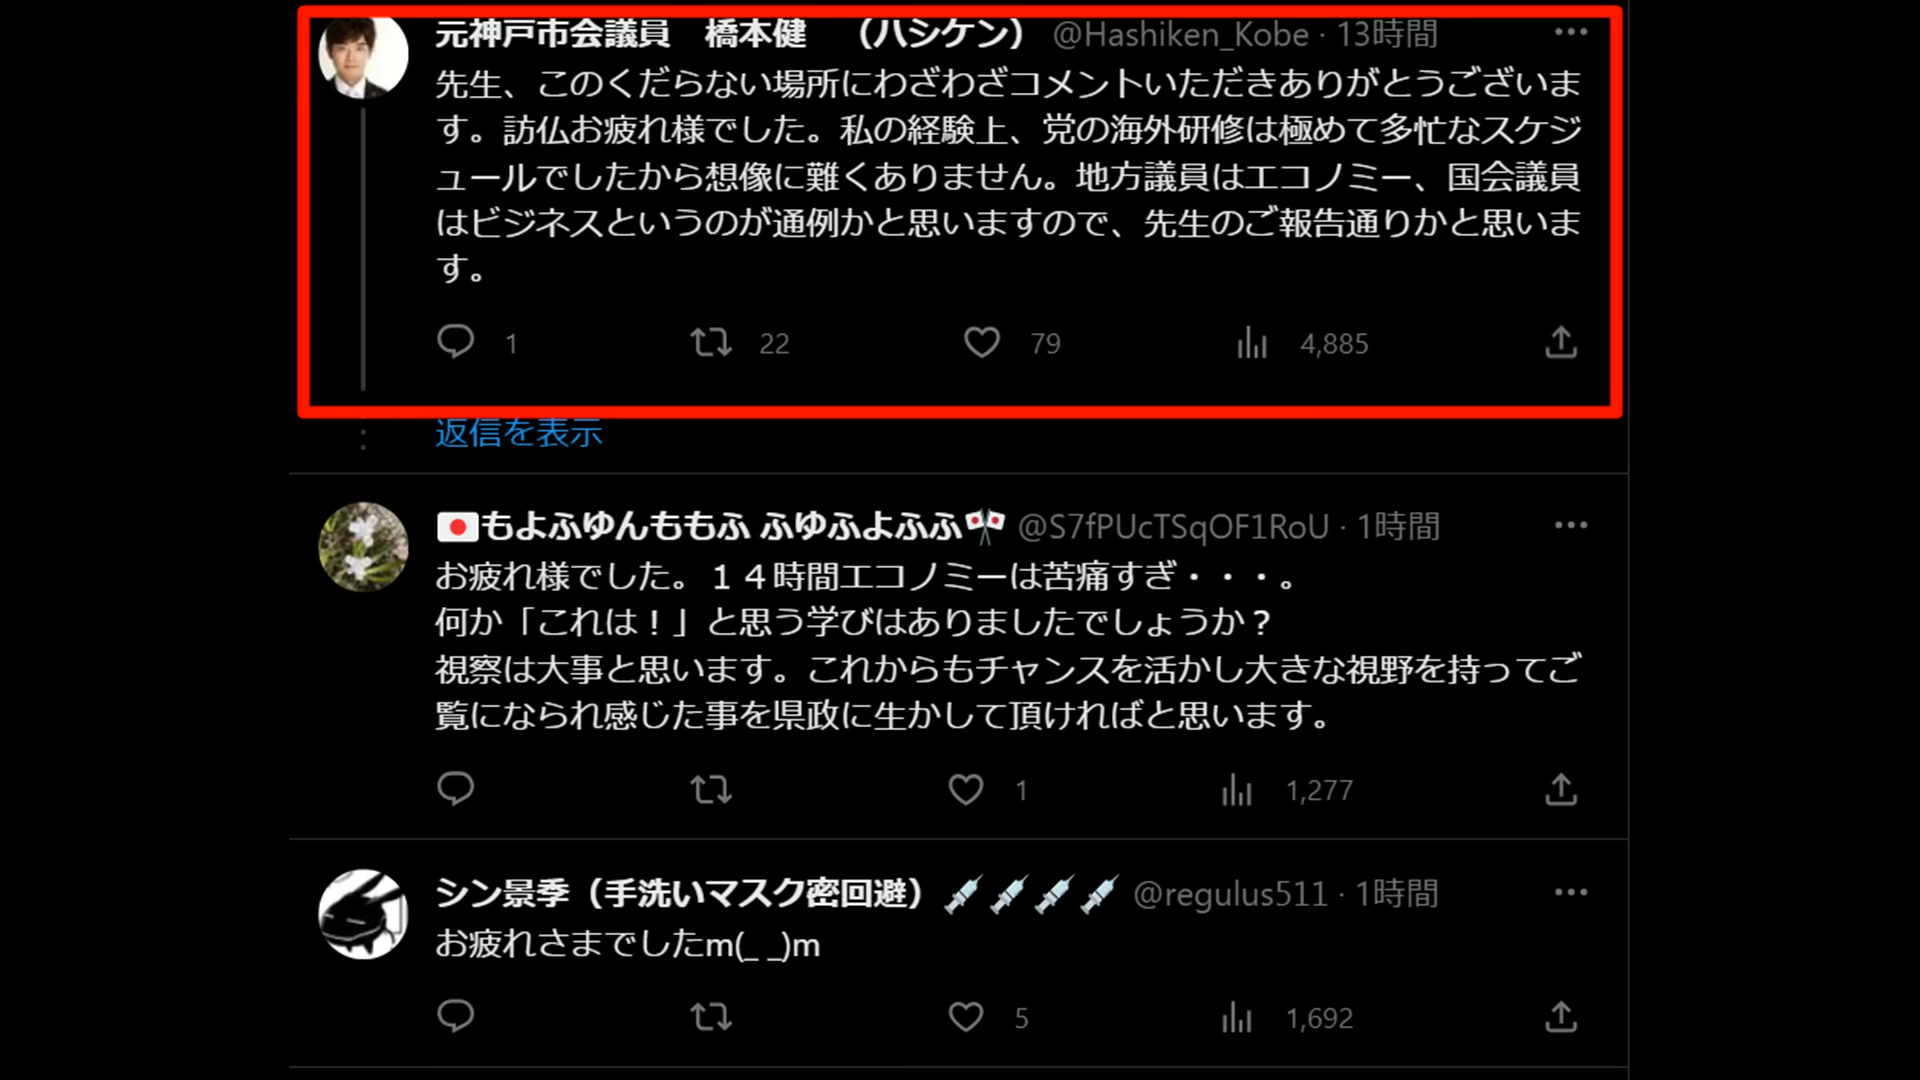 元神戸市会議員　橋本健　（ハシケン） @Hashiken_Kobe · 13時間
先生、このくだらない場所にわざわざコメントいただきありがとうございま
す。訪仏お疲れ様でした。私の経験上、党の海外研修は極めて多忙なスケジ
ュールでしたから想像に難くありません。地方議員はエコノミー、国会議員
はビジネスというのが通例かと思いますので、先生のご報告通りかと思いま
す。
1 22 79 4,885
返信を表示
🇯🇵もよふゆんももふ ふゆふよふふ🎌 @S7fPUcTSqOF1RoU · 1時間
お疲れ様でした。１４時間エコノミーは苦痛すぎ・・・。
何か「これは！」と思う学びはありましたでしょうか？
視察は大事と思います。これからもチャンスを活かし大きな視野を持ってご
覧になられ感じた事を県政に生かして頂ければと思います。
1 1,277
シン景季（手洗いマスク密回避）💉💉💉💉 @regulus511 · 1時間
お疲れさまでしたm(_ _)m
5 1,692